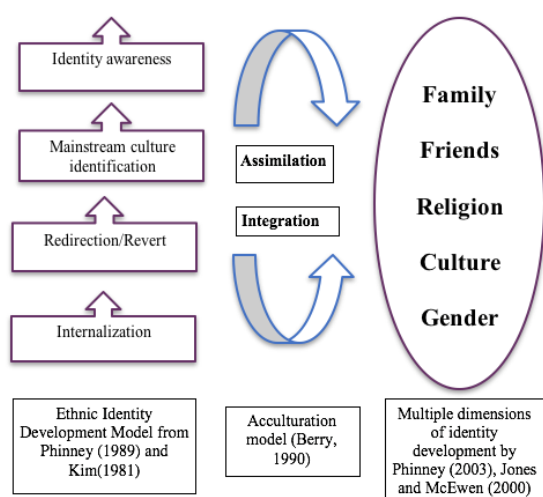 Identity awareness
Mainstream culture
identification
Redirection/Revert
Internalization
Ethnic Identity
Development Model from
Phinney (1989) and
Kim(1981)
Assimilation
Integration
Acculturation
model (Berry,
1990)
Family
Friends
Religion
Culture
Gender
Multiple dimensions
of identity
development by
Phinney (2003), Jones
and McEwen (2000)